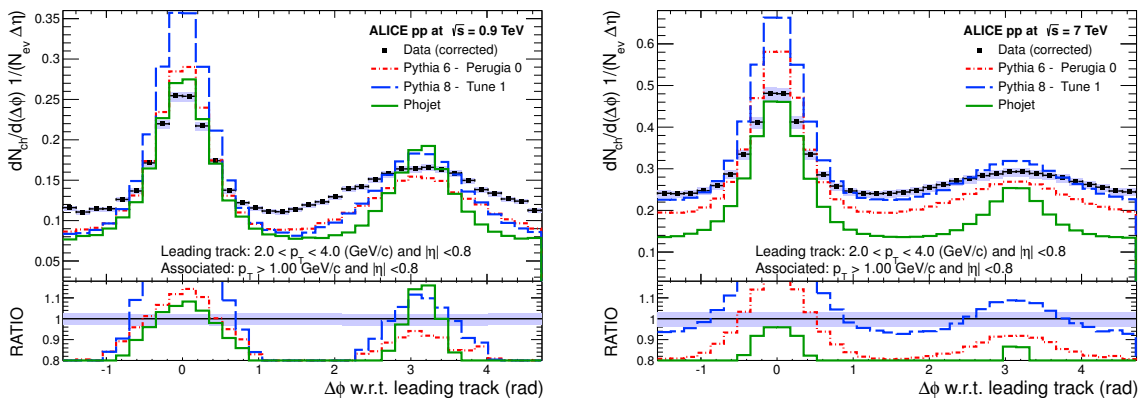 dN_ch/d(Δϕ) 1/(N_ev Δη)
0.35
0.3
0.25
0.2
0.15
0.1
0.05
ALICE pp at √s = 0.9 TeV
Data (corrected)
Pythia 6 - Perugia 0
Pythia 8 - Tune 1
Phojet
Leading track: 2.0 < p_T < 4.0 (GeV/c) and |η| <0.8
Associated: p_T > 1.00 GeV/c and |η| <0.8
RATIO
1.1
1
0.9
0.8
-1 0 1 2 3 4
Δϕ w.r.t. leading track (rad)
dN_ch/d(Δϕ) 1/(N_ev Δη)
0.6
0.5
0.4
0.3
0.2
0.1
ALICE pp at √s = 7 TeV
Data (corrected)
Pythia 6 - Perugia 0
Pythia 8 - Tune 1
Phojet
Leading track: 2.0 < p_T < 4.0 (GeV/c) and |η| <0.8
Associated: p_T > 1.00 GeV/c and |η| <0.8
RATIO
1.1
1
0.9
0.8
-1 0 1 2 3 4
Δϕ w.r.t. leading track (rad)